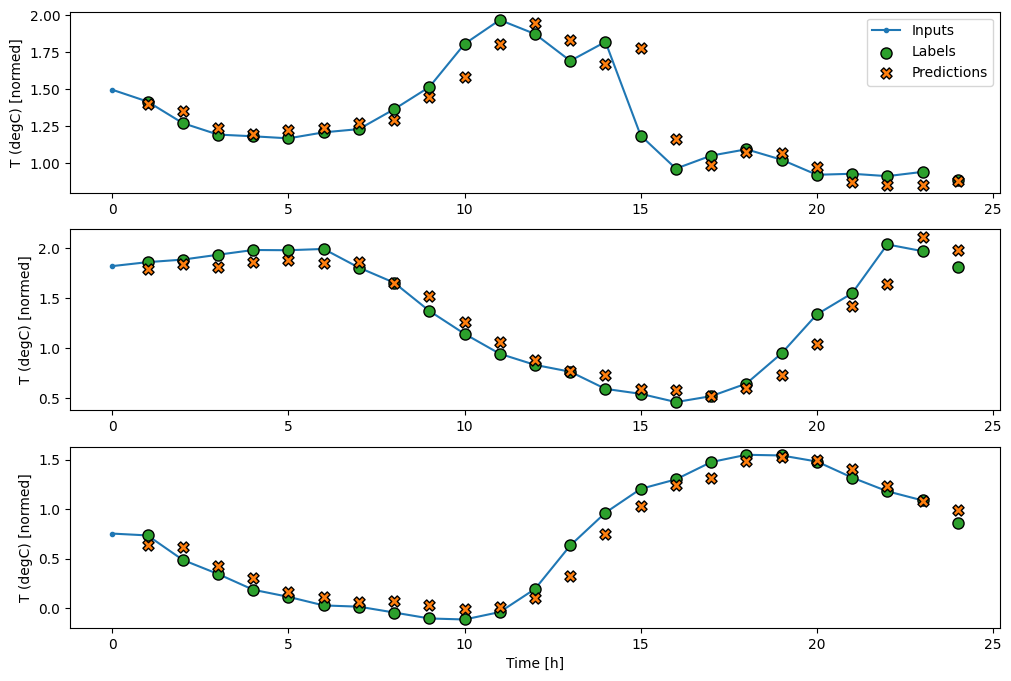 2.00
1.75
1.50
1.25
1.00
T (degC) [normed]
Inputs
Labels
Predictions
0 5 10 15 20 25
2.0
1.5
1.0
0.5
T (degC) [normed]
0 5 10 15 20 25
1.5
1.0
0.5
0.0
T (degC) [normed]
0 5 10 15 20 25
Time [h]